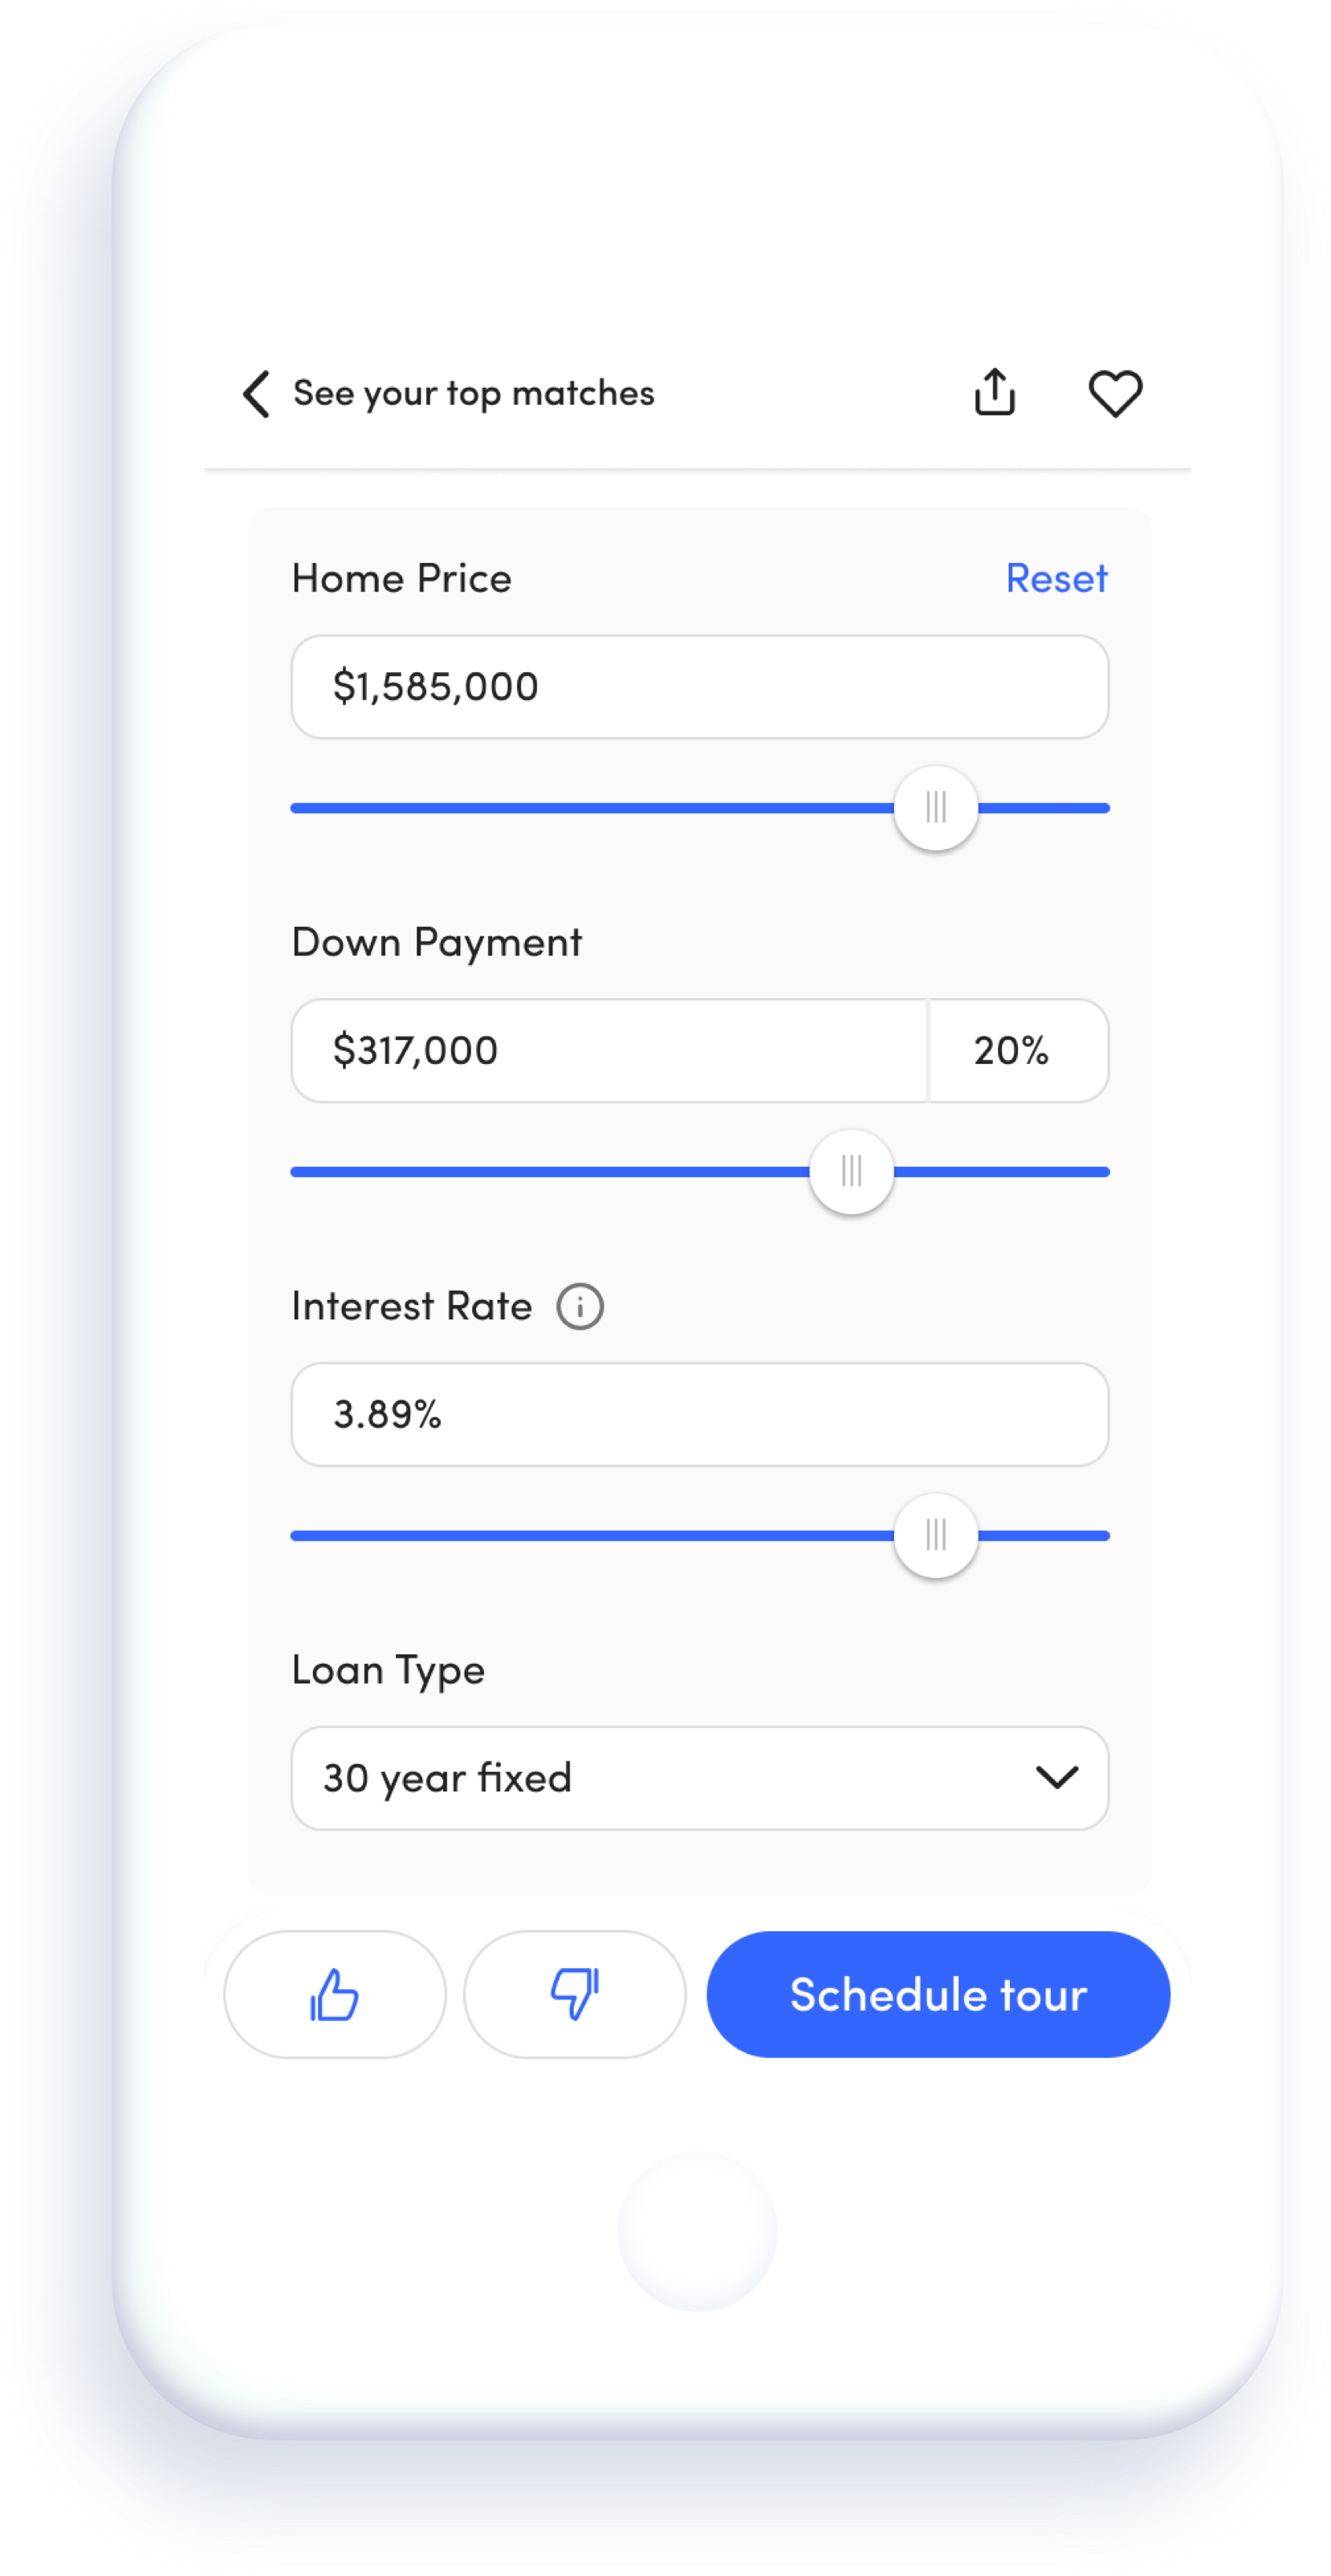 See your top matches
Home Price
Reset
$1,585,000
Down Payment
$317,000
20%
Interest Rate
3.89%
Loan Type
30 year fixed
Schedule tour